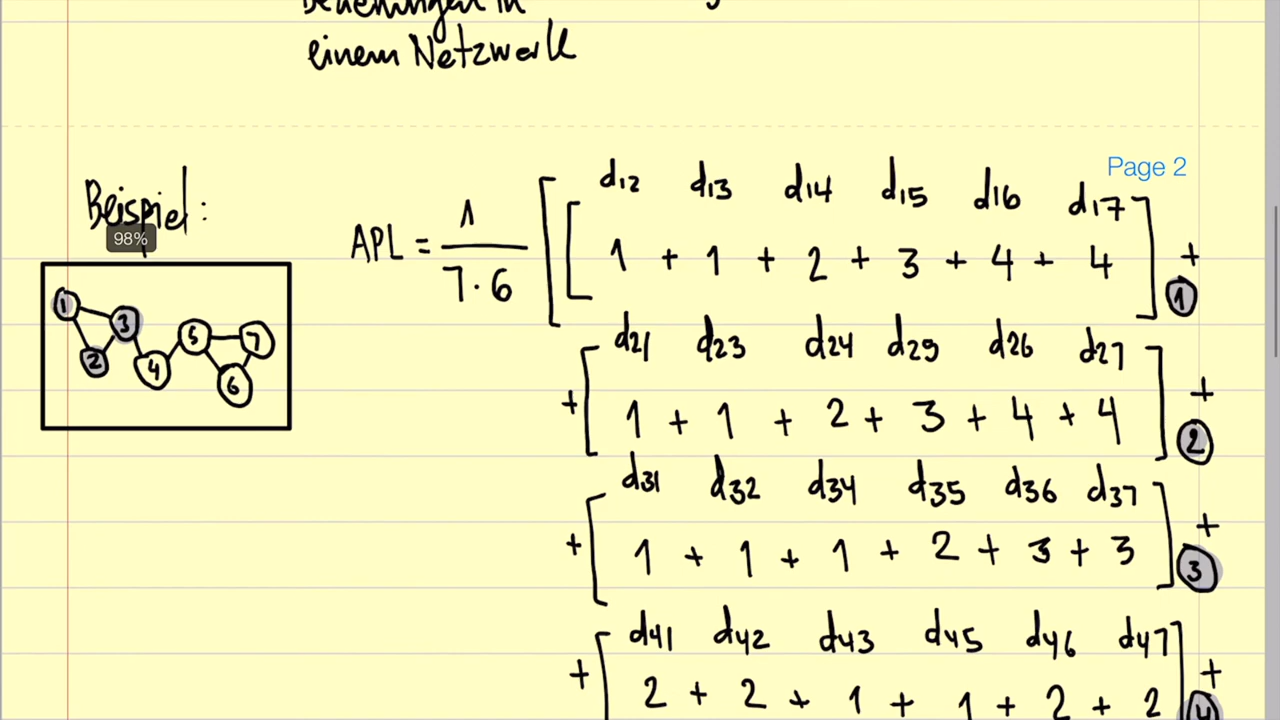 einem Netzwerk
Page 2
Beispiel:
98%
1 3 5 7
2 4 6
d12 d13 d14 d15 d16 d17
APL = 1 / 7·6 [ [ 1 + 1 + 2 + 3 + 4 + 4 ] +
1
d21 d23 d24 d25 d26 d27
+ [ 1 + 1 + 2 + 3 + 4 + 4 ] +
2
d31 d32 d34 d35 d36 d37
+ [ 1 + 1 + 1 + 2 + 3 + 3 ] +
3
d41 d42 d43 d45 d46 d47
+ [ 2 + 2 + 1 + 1 + 2 + 2 ] +
4